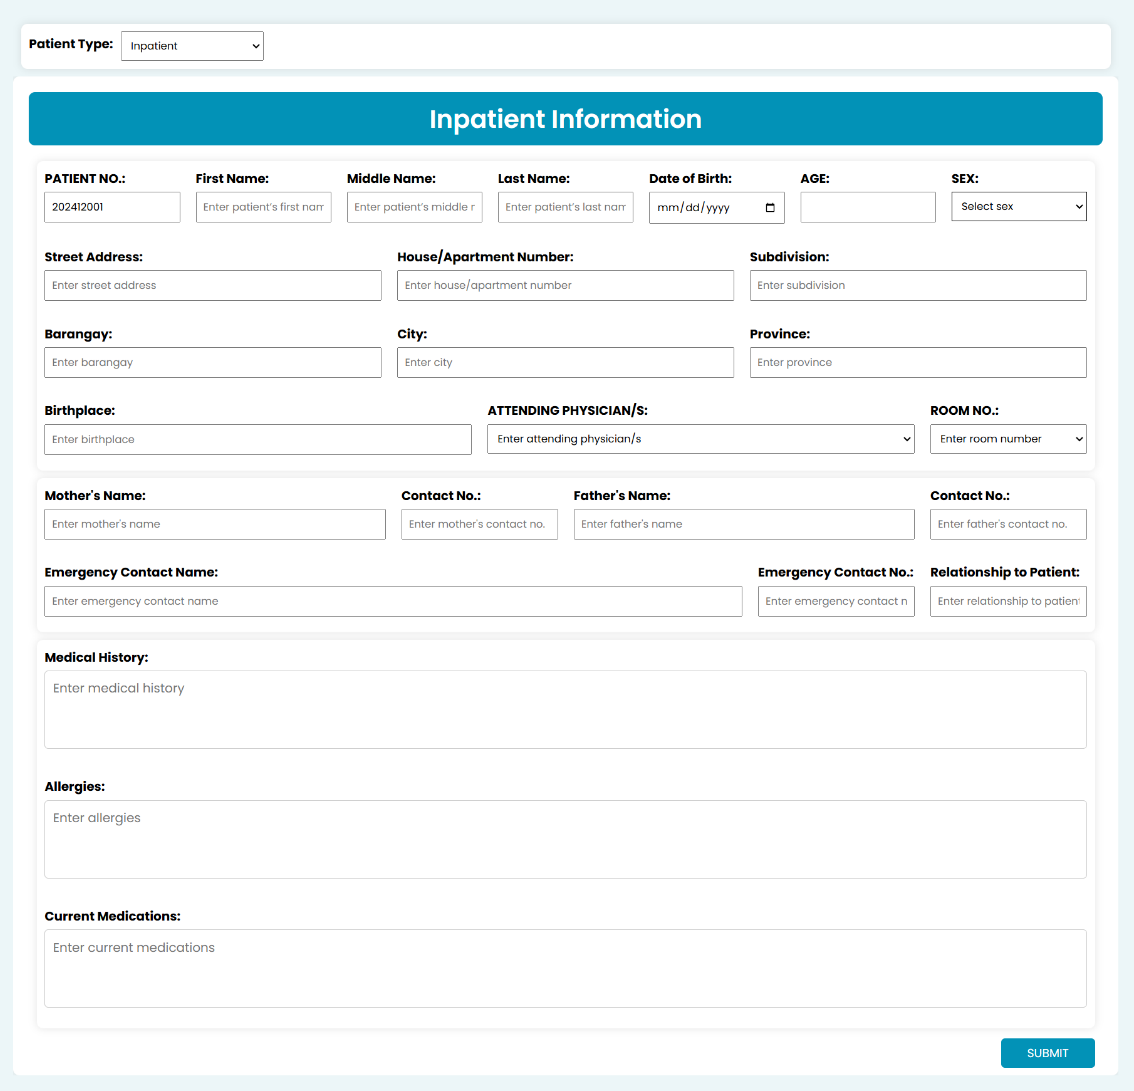 Patient Type: Inpatient
Inpatient Information
PATIENT NO.: First Name: Middle Name: Last Name: Date of Birth: AGE: SEX:
202412001 Enter patient's first nam Enter patient's middle r Enter patient's last nam mm/dd/yyyy Select sex
Street Address: House/Apartment Number: Subdivision:
Enter street address Enter house/apartment number Enter subdivision
Barangay: City: Province:
Enter barangay Enter city Enter province
Birthplace: ATTENDING PHYSICIAN/S: ROOM NO.:
Enter birthplace Enter attending physician/s Enter room number
Mother's Name: Contact No.: Father's Name: Contact No.:
Enter mother's name Enter mother's contact no. Enter father's name Enter father's contact no.
Emergency Contact Name: Emergency Contact No.: Relationship to Patient:
Enter emergency contact name Enter emergency contact n Enter relationship to patient
Medical History:
Enter medical history
Allergies:
Enter allergies
Current Medications:
Enter current medications
SUBMIT